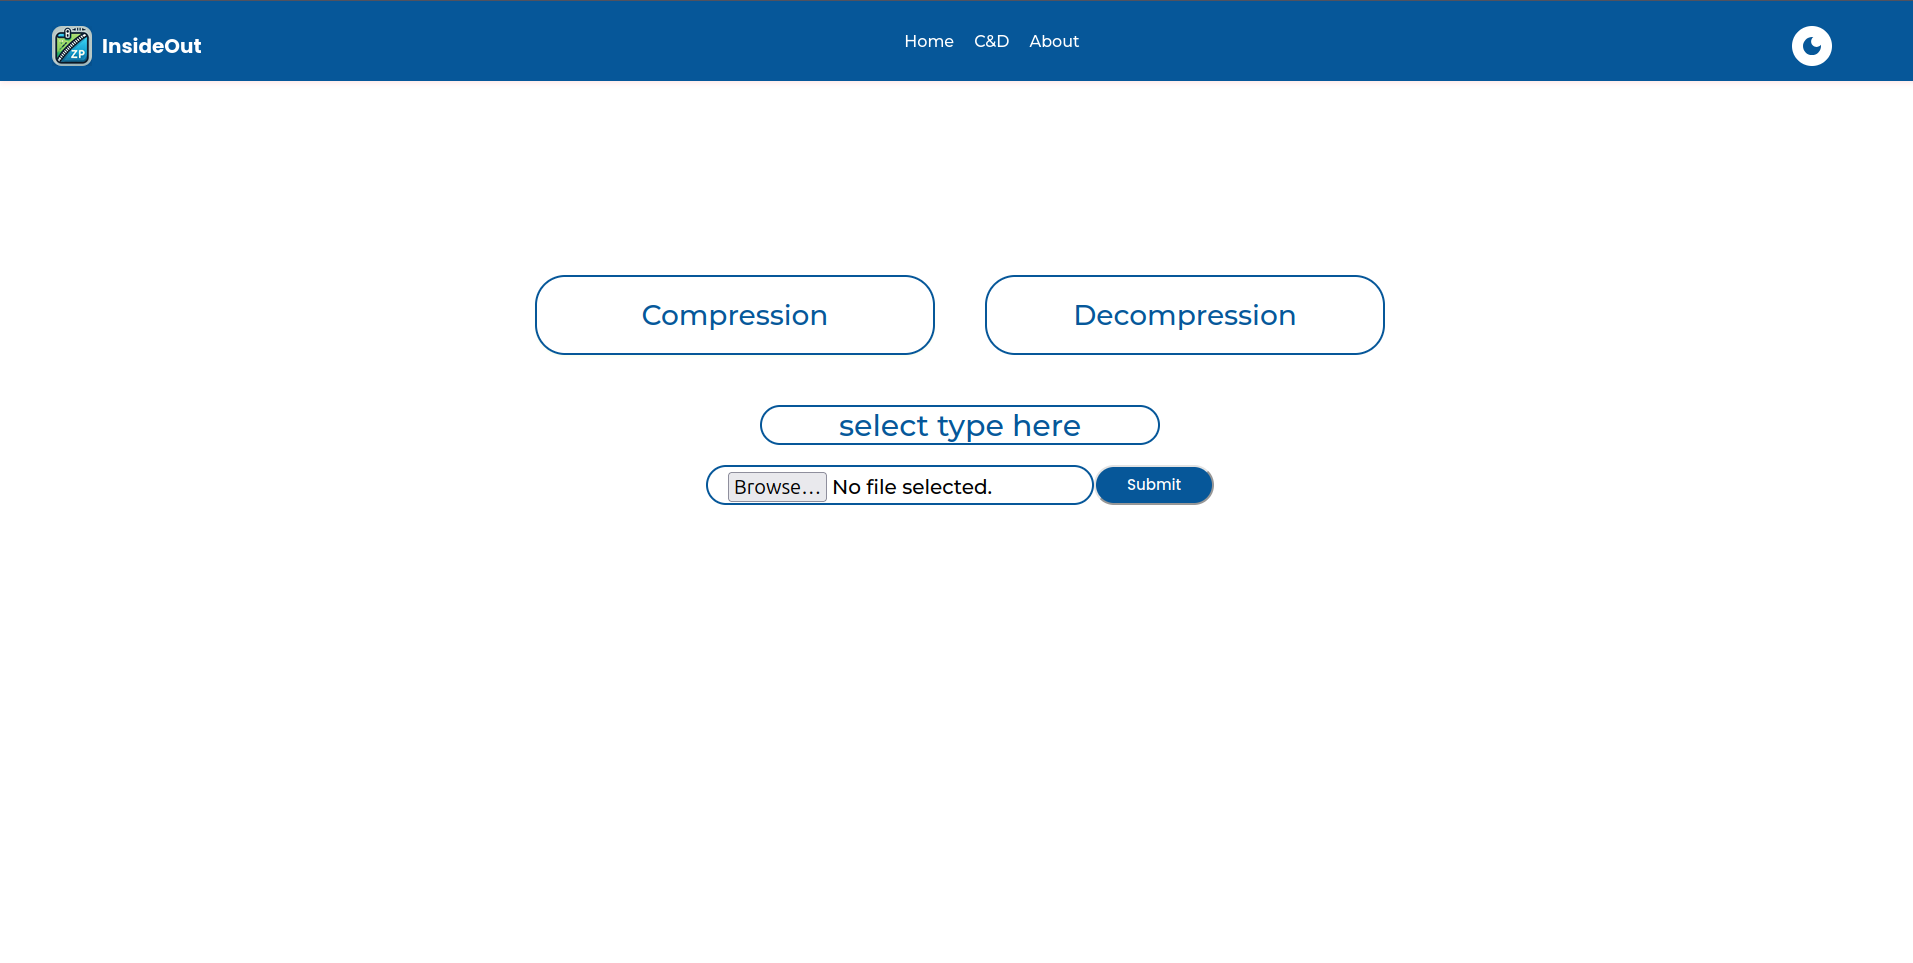 ZP InsideOut Home C&D About
Compression Decompression
select type here
Browse... No file selected. Submit